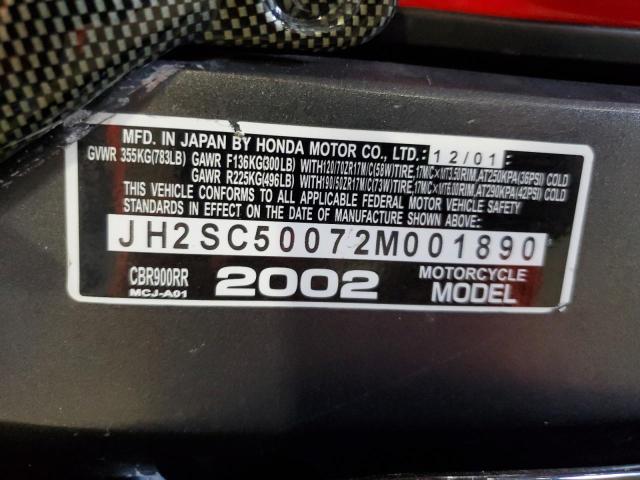 MFD. IN JAPAN BY HONDA MOTOR CO., LTD. 12/01
GVWR 355KG(783LB) GAWR F136KG(300LB) WITH120/70ZR17M/C(58W)TIRE,17MC×MT3.50RIM,AT250KPA(36PSI) COLD
GAWR R225KG(496LB) WITH190/50ZR17M/C(73W)TIRE,17MC×MT6.00RIM,AT290KPA(42PSI) COLD
THIS VEHICLE CONFORMS TO ALL APPLICABLE FEDERAL MOTOR VEHICLE SAFETY
STANDARDS IN EFFECT ON THE DATE OF MANUFACTURE SHOWN ABOVE.
JH2SC50072M001890
CBR900RR 2002 MOTORCYCLE
MCJ-A01 MODEL